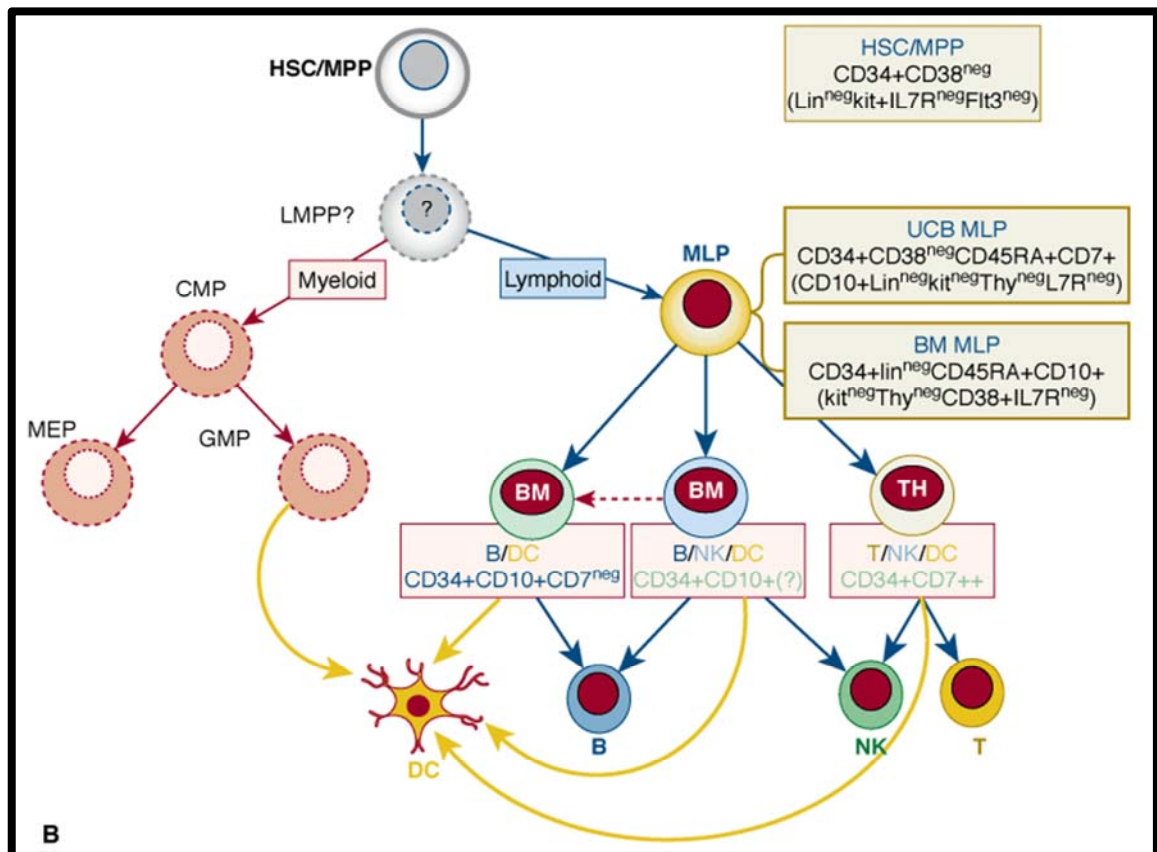 HSC/MPP
HSC/MPP
CD34+CD38neg
(Linnegkit+IL7RnegFlt3neg)
LMPP?
?
Myeloid
Lymphoid
MLP
UCB MLP
CD34+CD38negCD45RA+CD7+
(CD10+LinnegkitnegThynegL7Rneg)
BM MLP
CD34+linnegCD45RA+CD10+
(kitnegThynegCD38+IL7Rneg)
CMP
MEP
GMP
BM
BM
TH
B/DC
CD34+CD10+CD7neg
B/NK/DC
CD34+CD10+(?)
T/NK/DC
CD34+CD7++
DC
B
NK
T
B